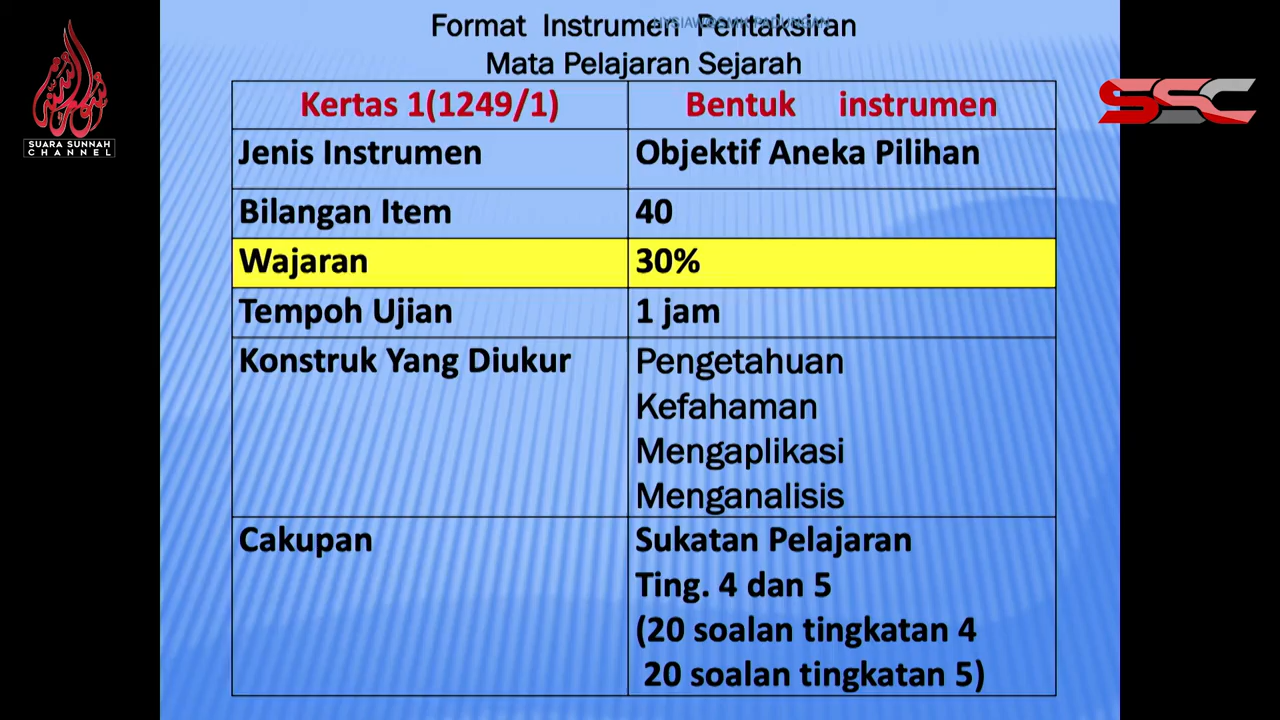 Format Instrumen Pentaksiran
Mata Pelajaran Sejarah
Kertas 1(1249/1) Bentuk instrumen
Jenis Instrumen Objektif Aneka Pilihan
Bilangan Item 40
Wajaran 30%
Tempoh Ujian 1 jam
Konstruk Yang Diukur Pengetahuan
Kefahaman
Mengaplikasi
Menganalisis
Cakupan Sukatan Pelajaran
Ting. 4 dan 5
(20 soalan tingkatan 4
20 soalan tingkatan 5)
SUARA SUNNAH
CHANNEL
SSC